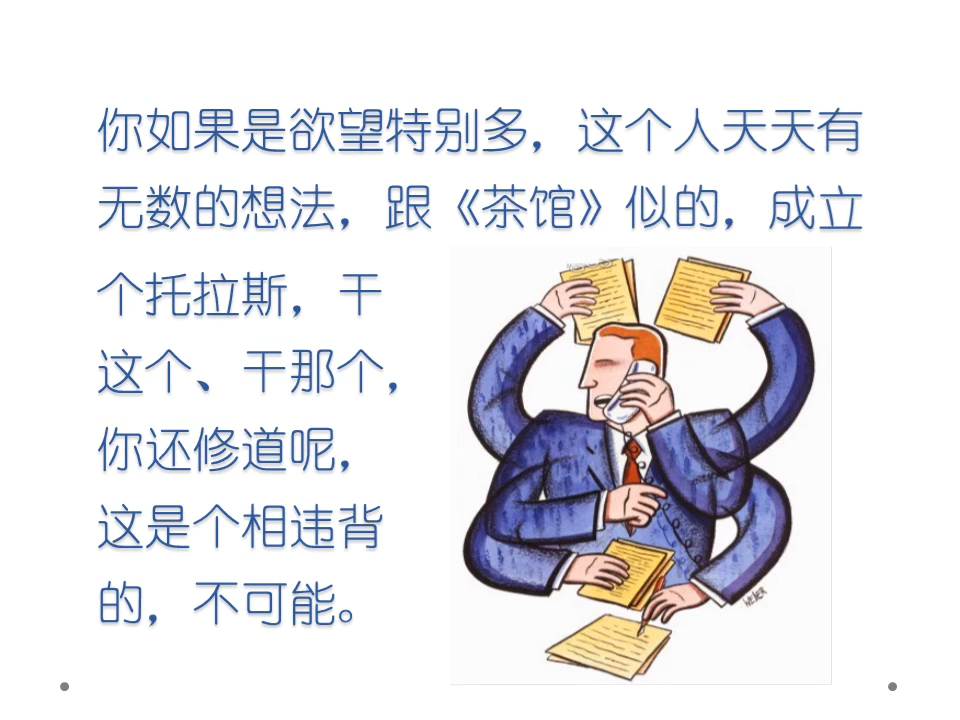 你如果是欲望特别多，这个人天天有
无数的想法，跟《茶馆》似的，成立
个托拉斯，干
这个、干那个，
你还修道呢，
这是个相违背
的，不可能。
WEBER